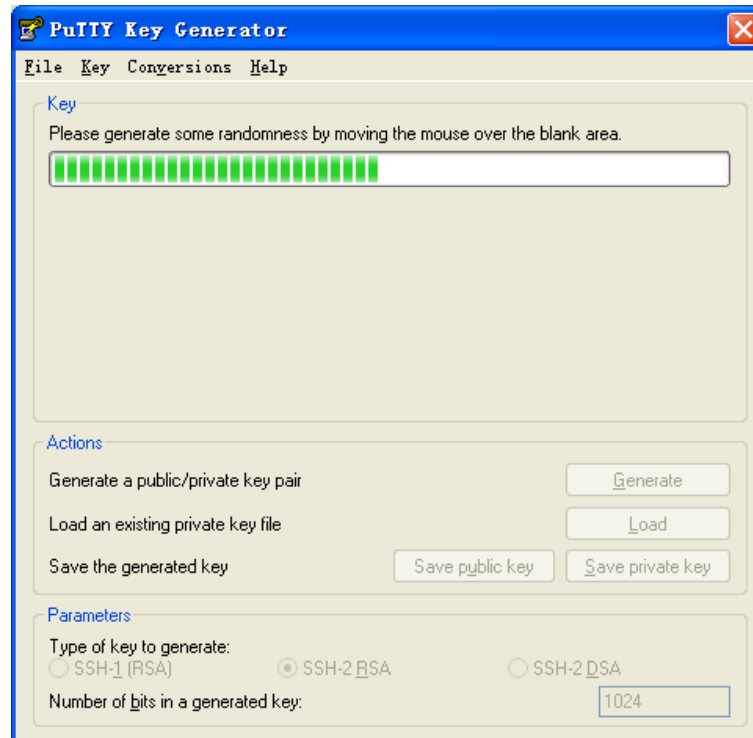 PuTTY Key Generator
File Key Conversions Help
Key
Please generate some randomness by moving the mouse over the blank area.
Actions
Generate a public/private key pair Generate
Load an existing private key file Load
Save the generated key Save public key Save private key
Parameters
Type of key to generate:
SSH-1 (RSA) SSH-2 RSA SSH-2 DSA
Number of bits in a generated key: 1024